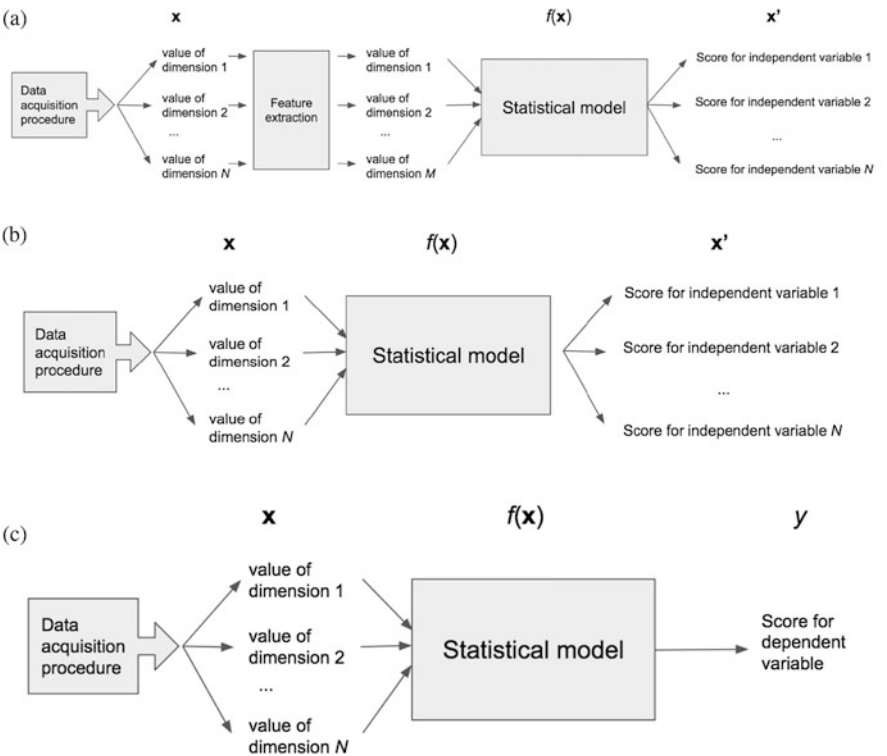 (a)
x
f(x)
x'
Data
acquisition
procedure
value of
dimension 1
value of
dimension 2
...
value of
dimension N
Feature
extraction
value of
dimension 1
value of
dimension 2
...
value of
dimension M
Statistical model
Score for independent variable 1
Score for independent variable 2
...
Score for independent variable N
(b)
x
f(x)
x'
Data
acquisition
procedure
value of
dimension 1
value of
dimension 2
...
value of
dimension N
Statistical model
Score for independent variable 1
Score for independent variable 2
...
Score for independent variable N
(c)
x
f(x)
y
Data
acquisition
procedure
value of
dimension 1
value of
dimension 2
...
value of
dimension N
Statistical model
Score for
dependent
variable